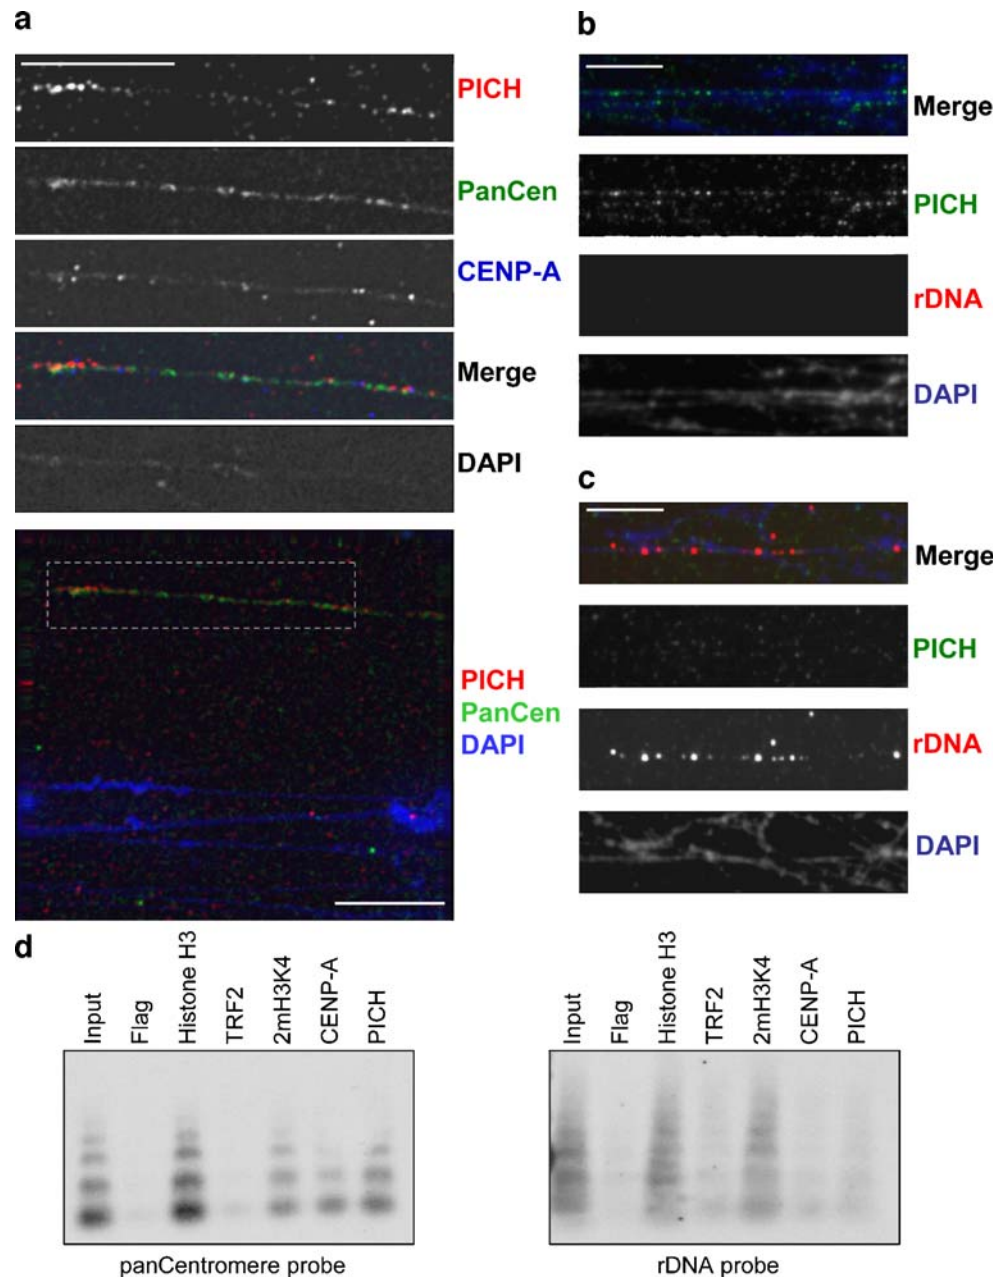 a
PICH
PanCen
CENP-A
Merge
DAPI
PICH
PanCen
DAPI
b
Merge
PICH
rDNA
DAPI
c
Merge
PICH
rDNA
DAPI
d
Input
Flag
Histone H3
TRF2
2mH3K4
CENP-A
PICH
panCentromere probe
Input
Flag
Histone H3
TRF2
2mH3K4
CENP-A
PICH
rDNA probe